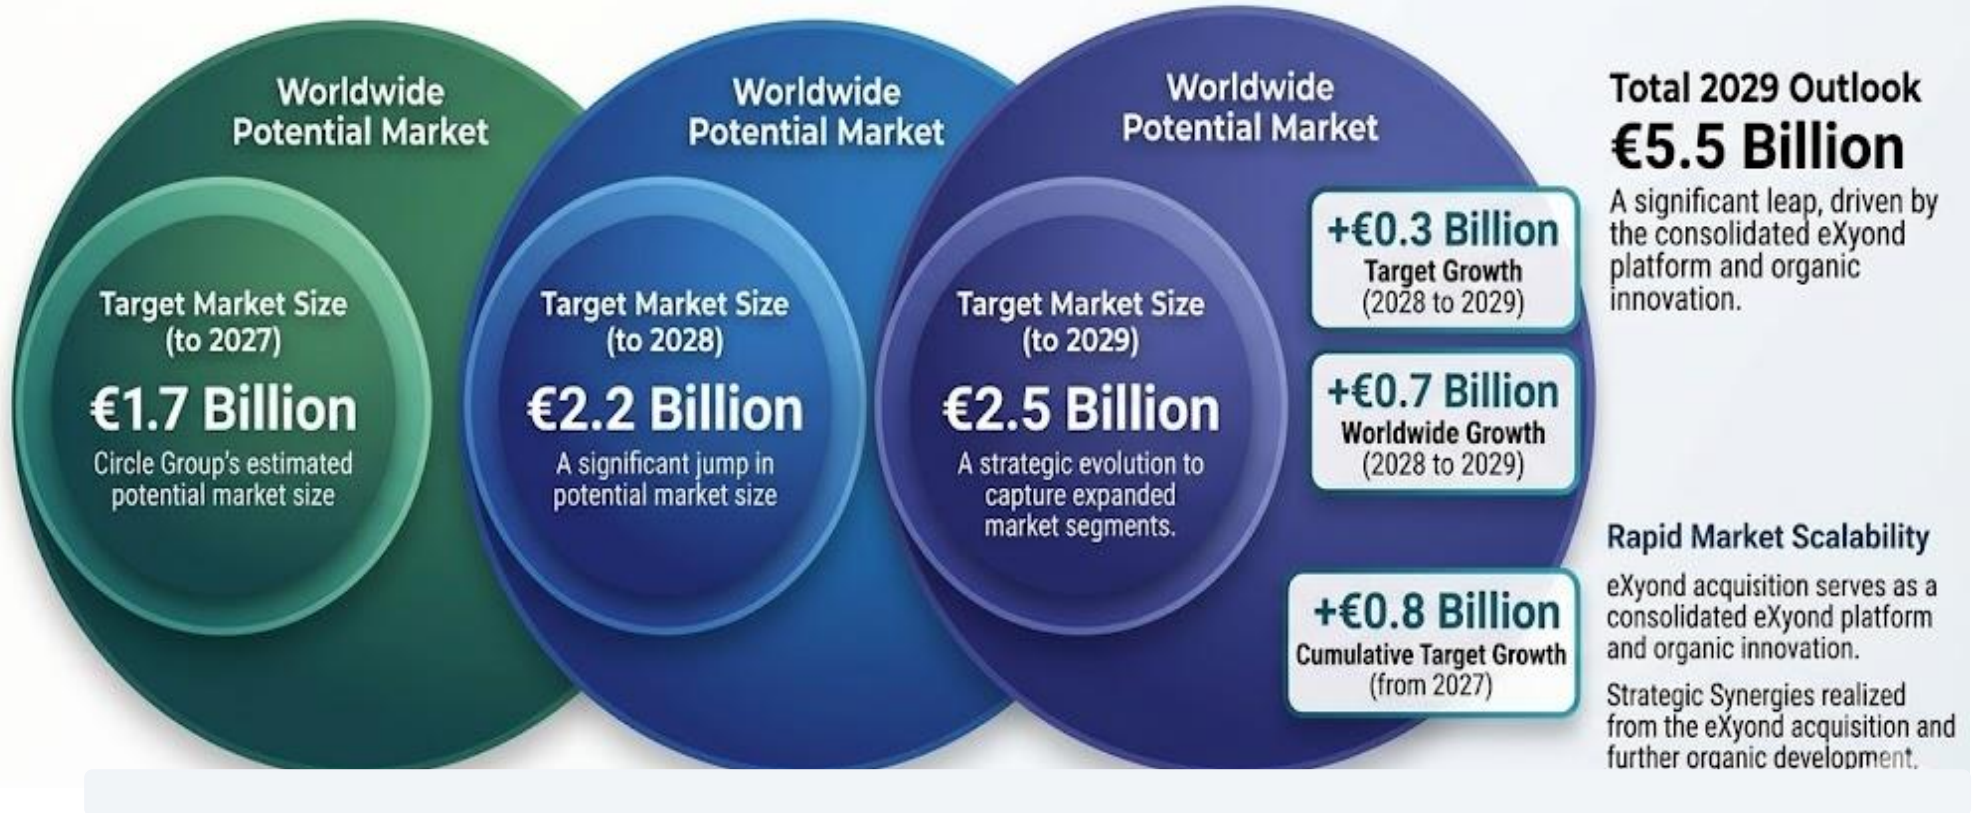 Worldwide
Potential Market
Target Market Size
(to 2027)
€1.7 Billion
Circle Group's estimated
potential market size
Worldwide
Potential Market
Target Market Size
(to 2028)
€2.2 Billion
A significant jump in
potential market size
Worldwide
Potential Market
Target Market Size
(to 2029)
€2.5 Billion
A strategic evolution to
capture expanded
market segments.
+€0.3 Billion
Target Growth
(2028 to 2029)
+€0.7 Billion
Worldwide Growth
(2028 to 2029)
+€0.8 Billion
Cumulative Target Growth
(from 2027)
Total 2029 Outlook
€5.5 Billion
A significant leap, driven by
the consolidated eXyond
platform and organic
innovation.
Rapid Market Scalability
eXyond acquisition serves as a
consolidated eXyond platform
and organic innovation.
Strategic Synergies realized
from the eXyond acquisition and
further organic development,